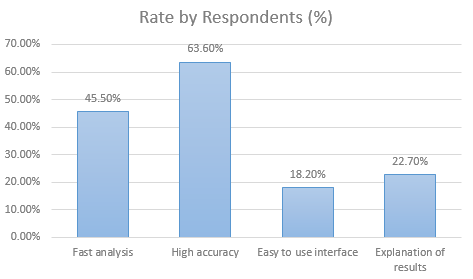 Rate by Respondents (%)
70.00%
60.00%
50.00%
40.00%
30.00%
20.00%
10.00%
0.00%
45.50%
63.60%
18.20%
22.70%
Fast analysis
High accuracy
Easy to use interface
Explanation of
results